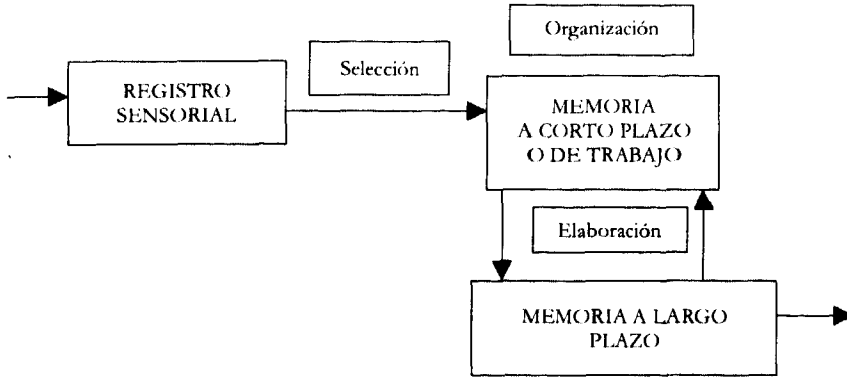 Organización
Selección
REGISTRO
SENSORIAL
MEMORIA
A CORTO PLAZO
O DE TRABAJO
Elaboración
MEMORIA A LARGO
PLAZO